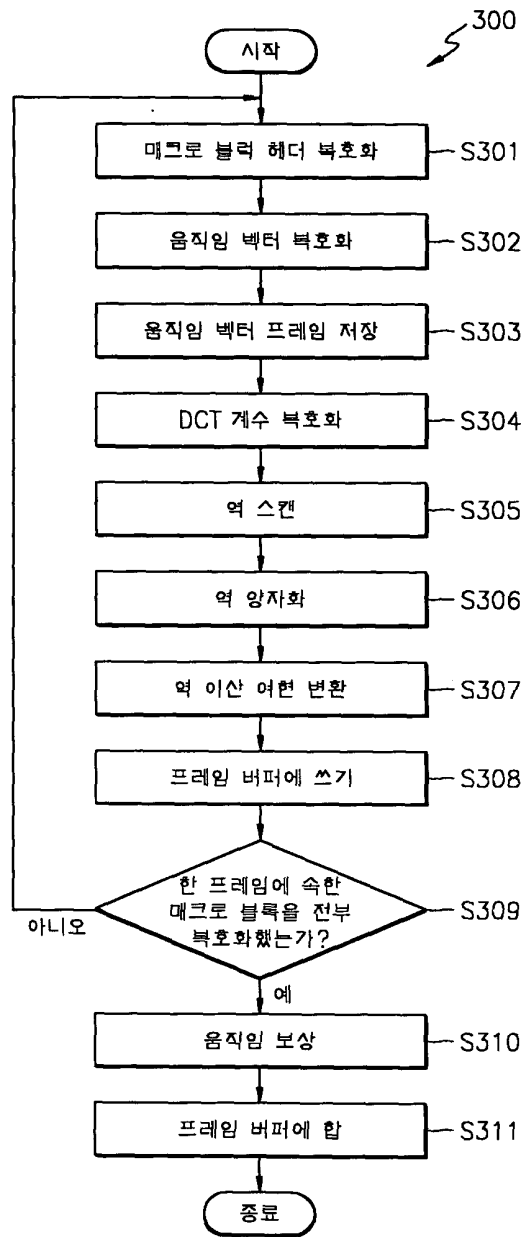 300
시작
매크로 블럭 헤더 복호화
S301
움직임 벡터 복호화
S302
움직임 벡터 프레임 저장
S303
DCT 계수 복호화
S304
역 스캔
S305
역 양자화
S306
역 이산 여현 변환
S307
프레임 버퍼에 쓰기
S308
한 프레임에 속한
매크로 블록을 전부
복호화했는가?
S309
아니오
예
움직임 보상
S310
프레임 버퍼에 합
S311
종료